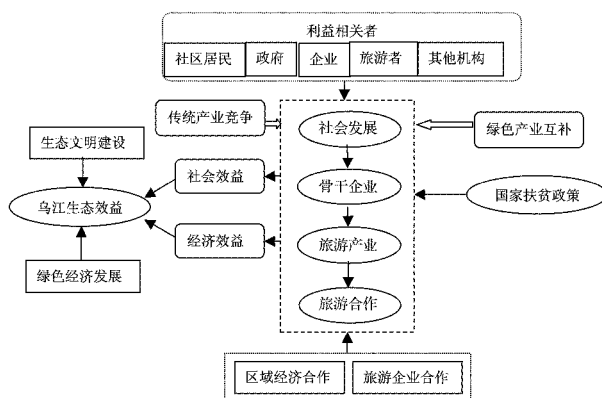 利益相关者
社区居民 政府 企业 旅游者 其他机构
传统产业竞争
社会发展
绿色产业互补
生态文明建设
社会效益
骨干企业
国家扶贫政策
乌江生态效益
经济效益
旅游产业
绿色经济发展
旅游合作
区域经济合作 旅游企业合作